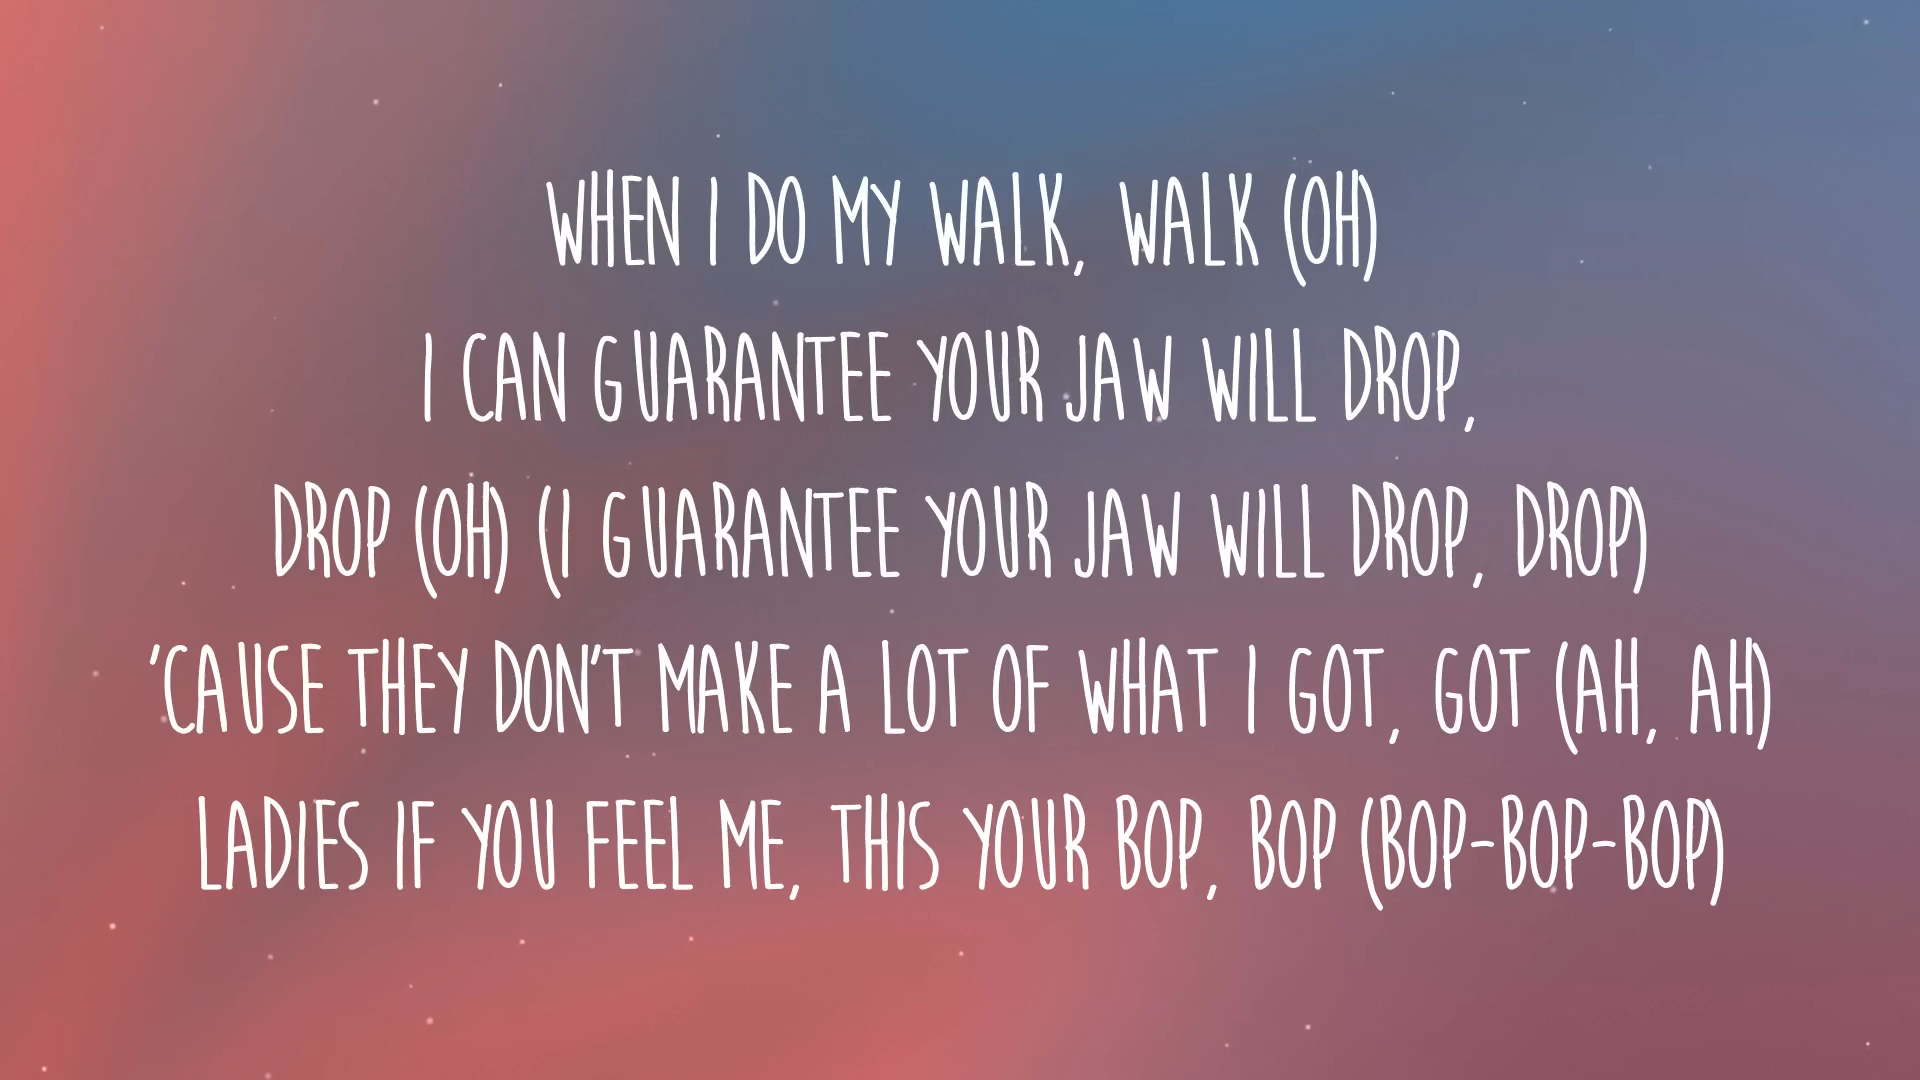 WHEN I DO MY WALK, WALK (OH)
I CAN GUARANTEE YOUR JAW WILL DROP,
DROP (OH) (I GUARANTEE YOUR JAW WILL DROP, DROP)
'CAUSE THEY DON'T MAKE A LOT OF WHAT I GOT, GOT (AH, AH)
LADIES IF YOU FEEL ME, THIS YOUR BOP, BOP (BOP-BOP-BOP)